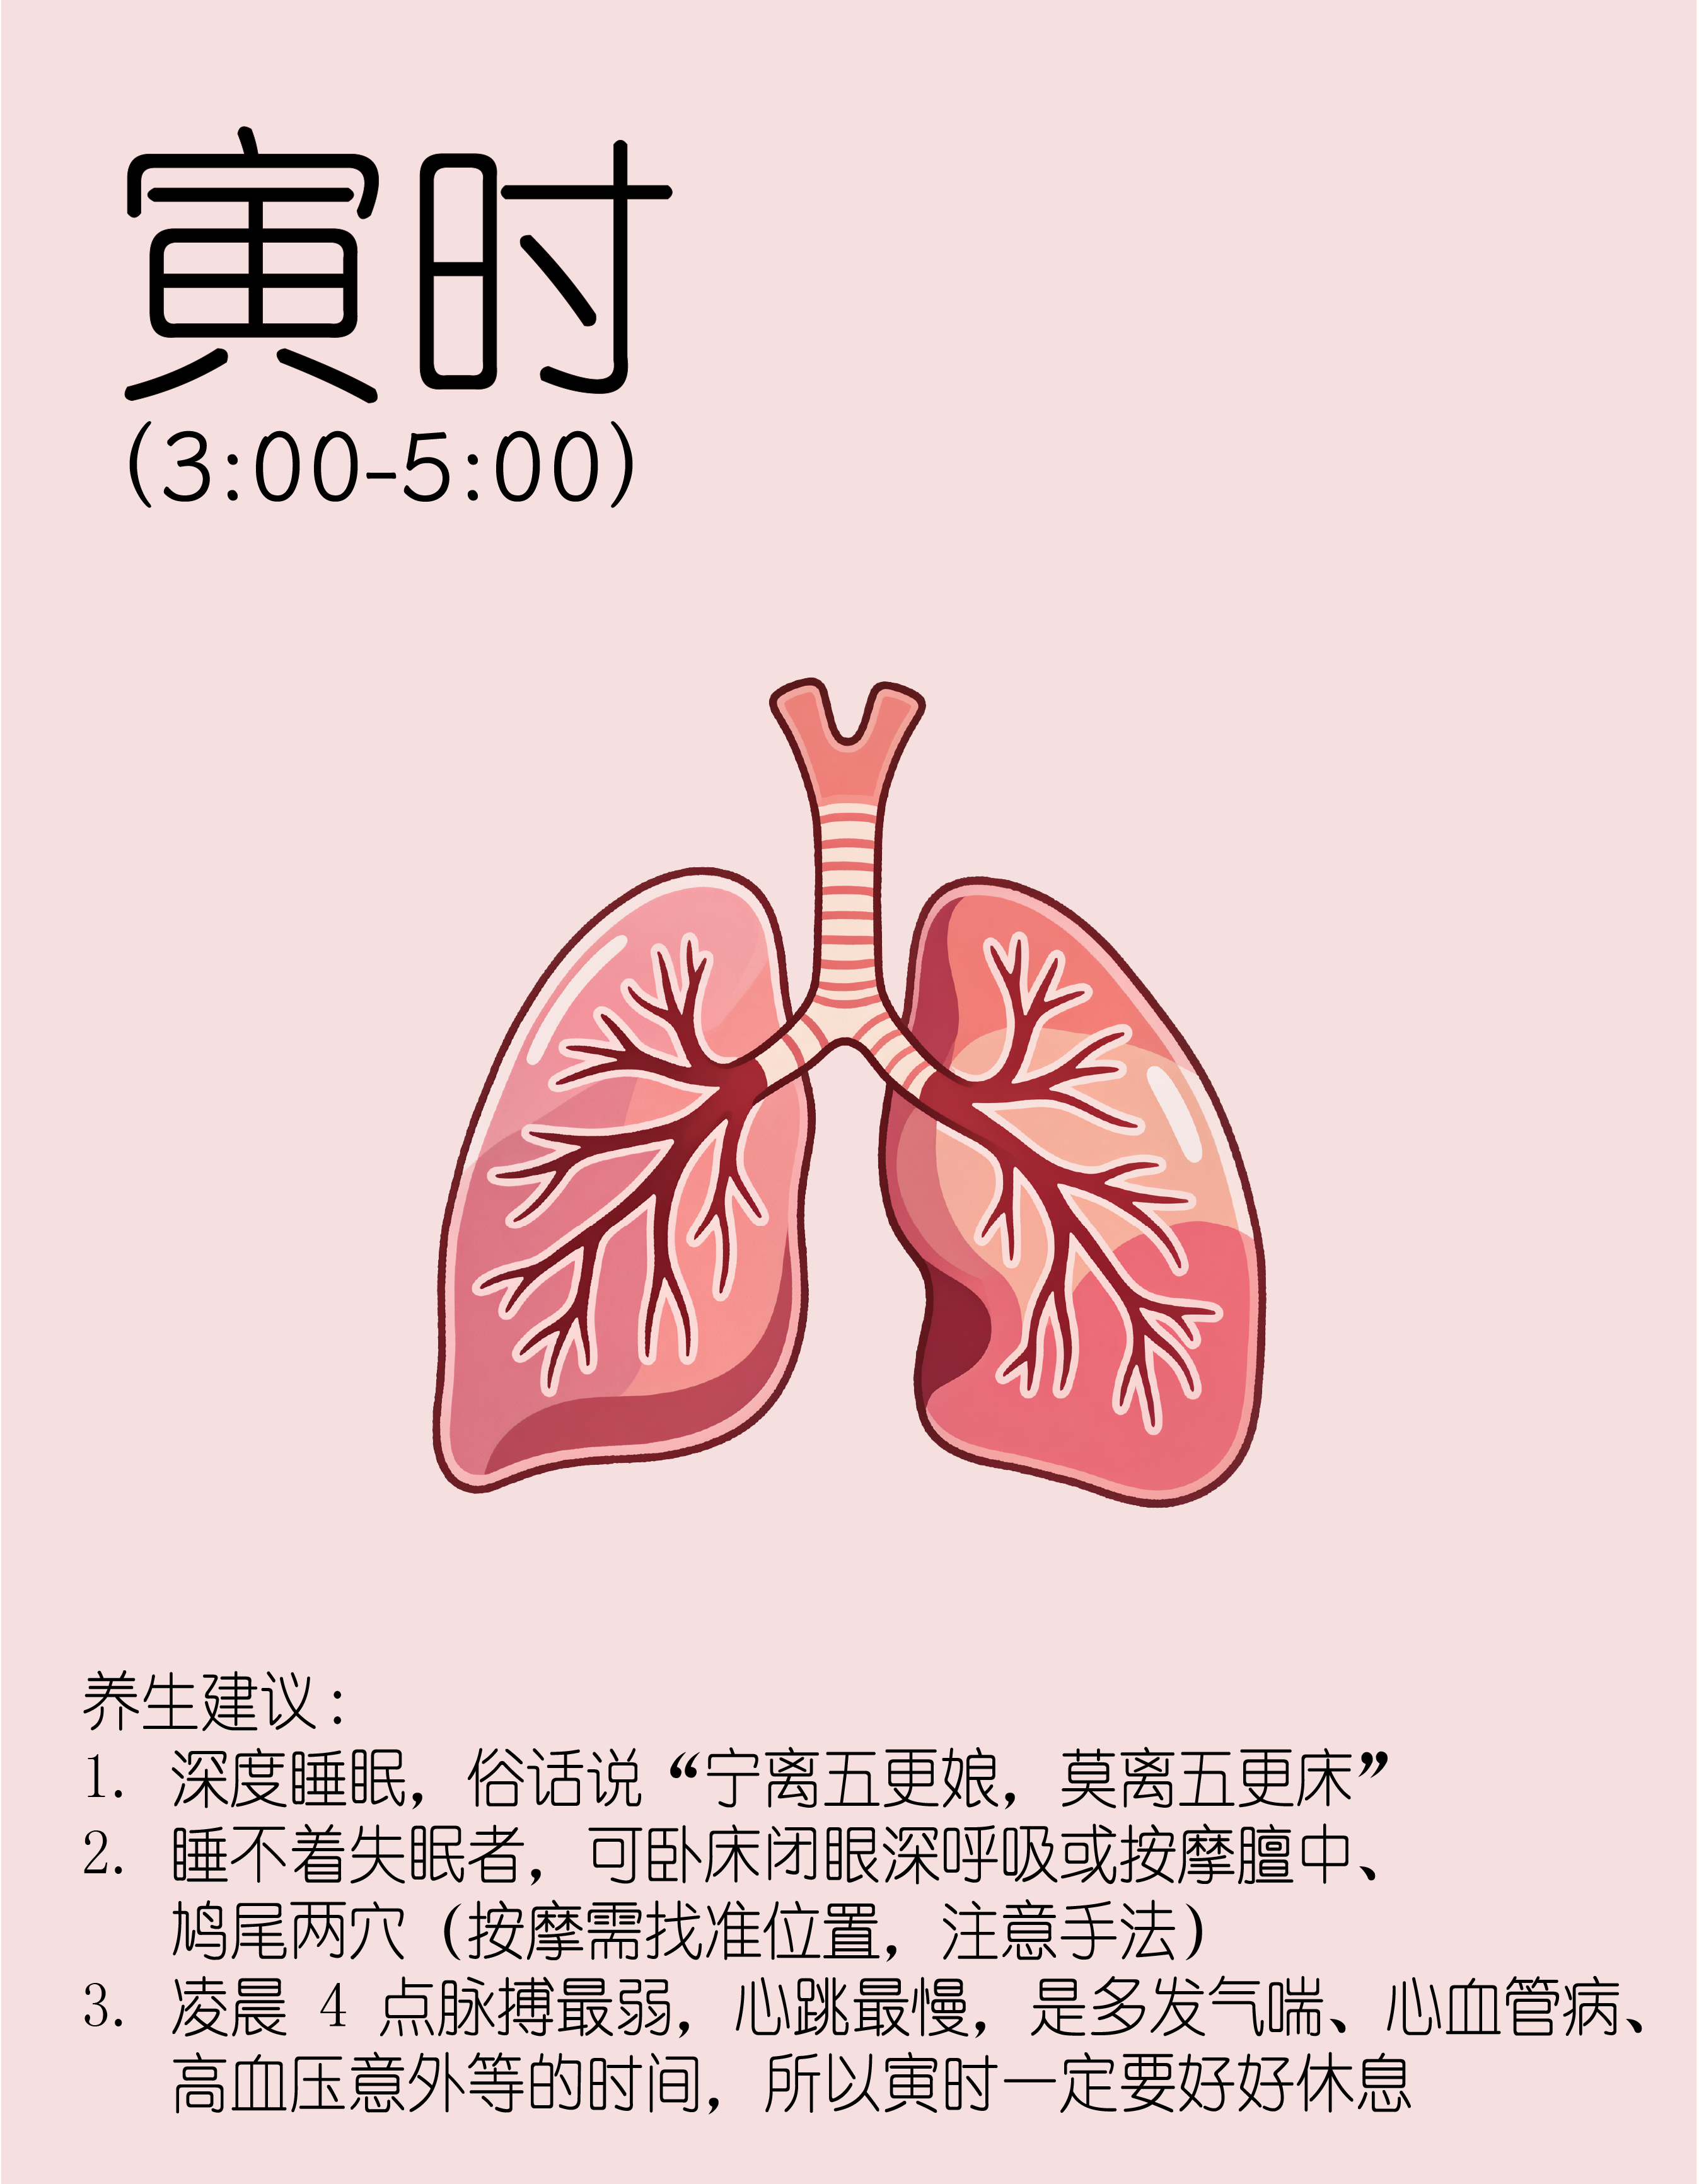 寅时
(3:00-5:00)
养生建议：
1. 深度睡眠，俗话说“宁离五更娘，莫离五更床”
2. 睡不着失眠者，可卧床闭眼深呼吸或按摩膻中、
鸠尾两穴（按摩需找准位置，注意手法）
3. 凌晨 4 点脉搏最弱，心跳最慢，是多发气喘、心血管病、
高血压意外等的时间，所以寅时一定要好好休息